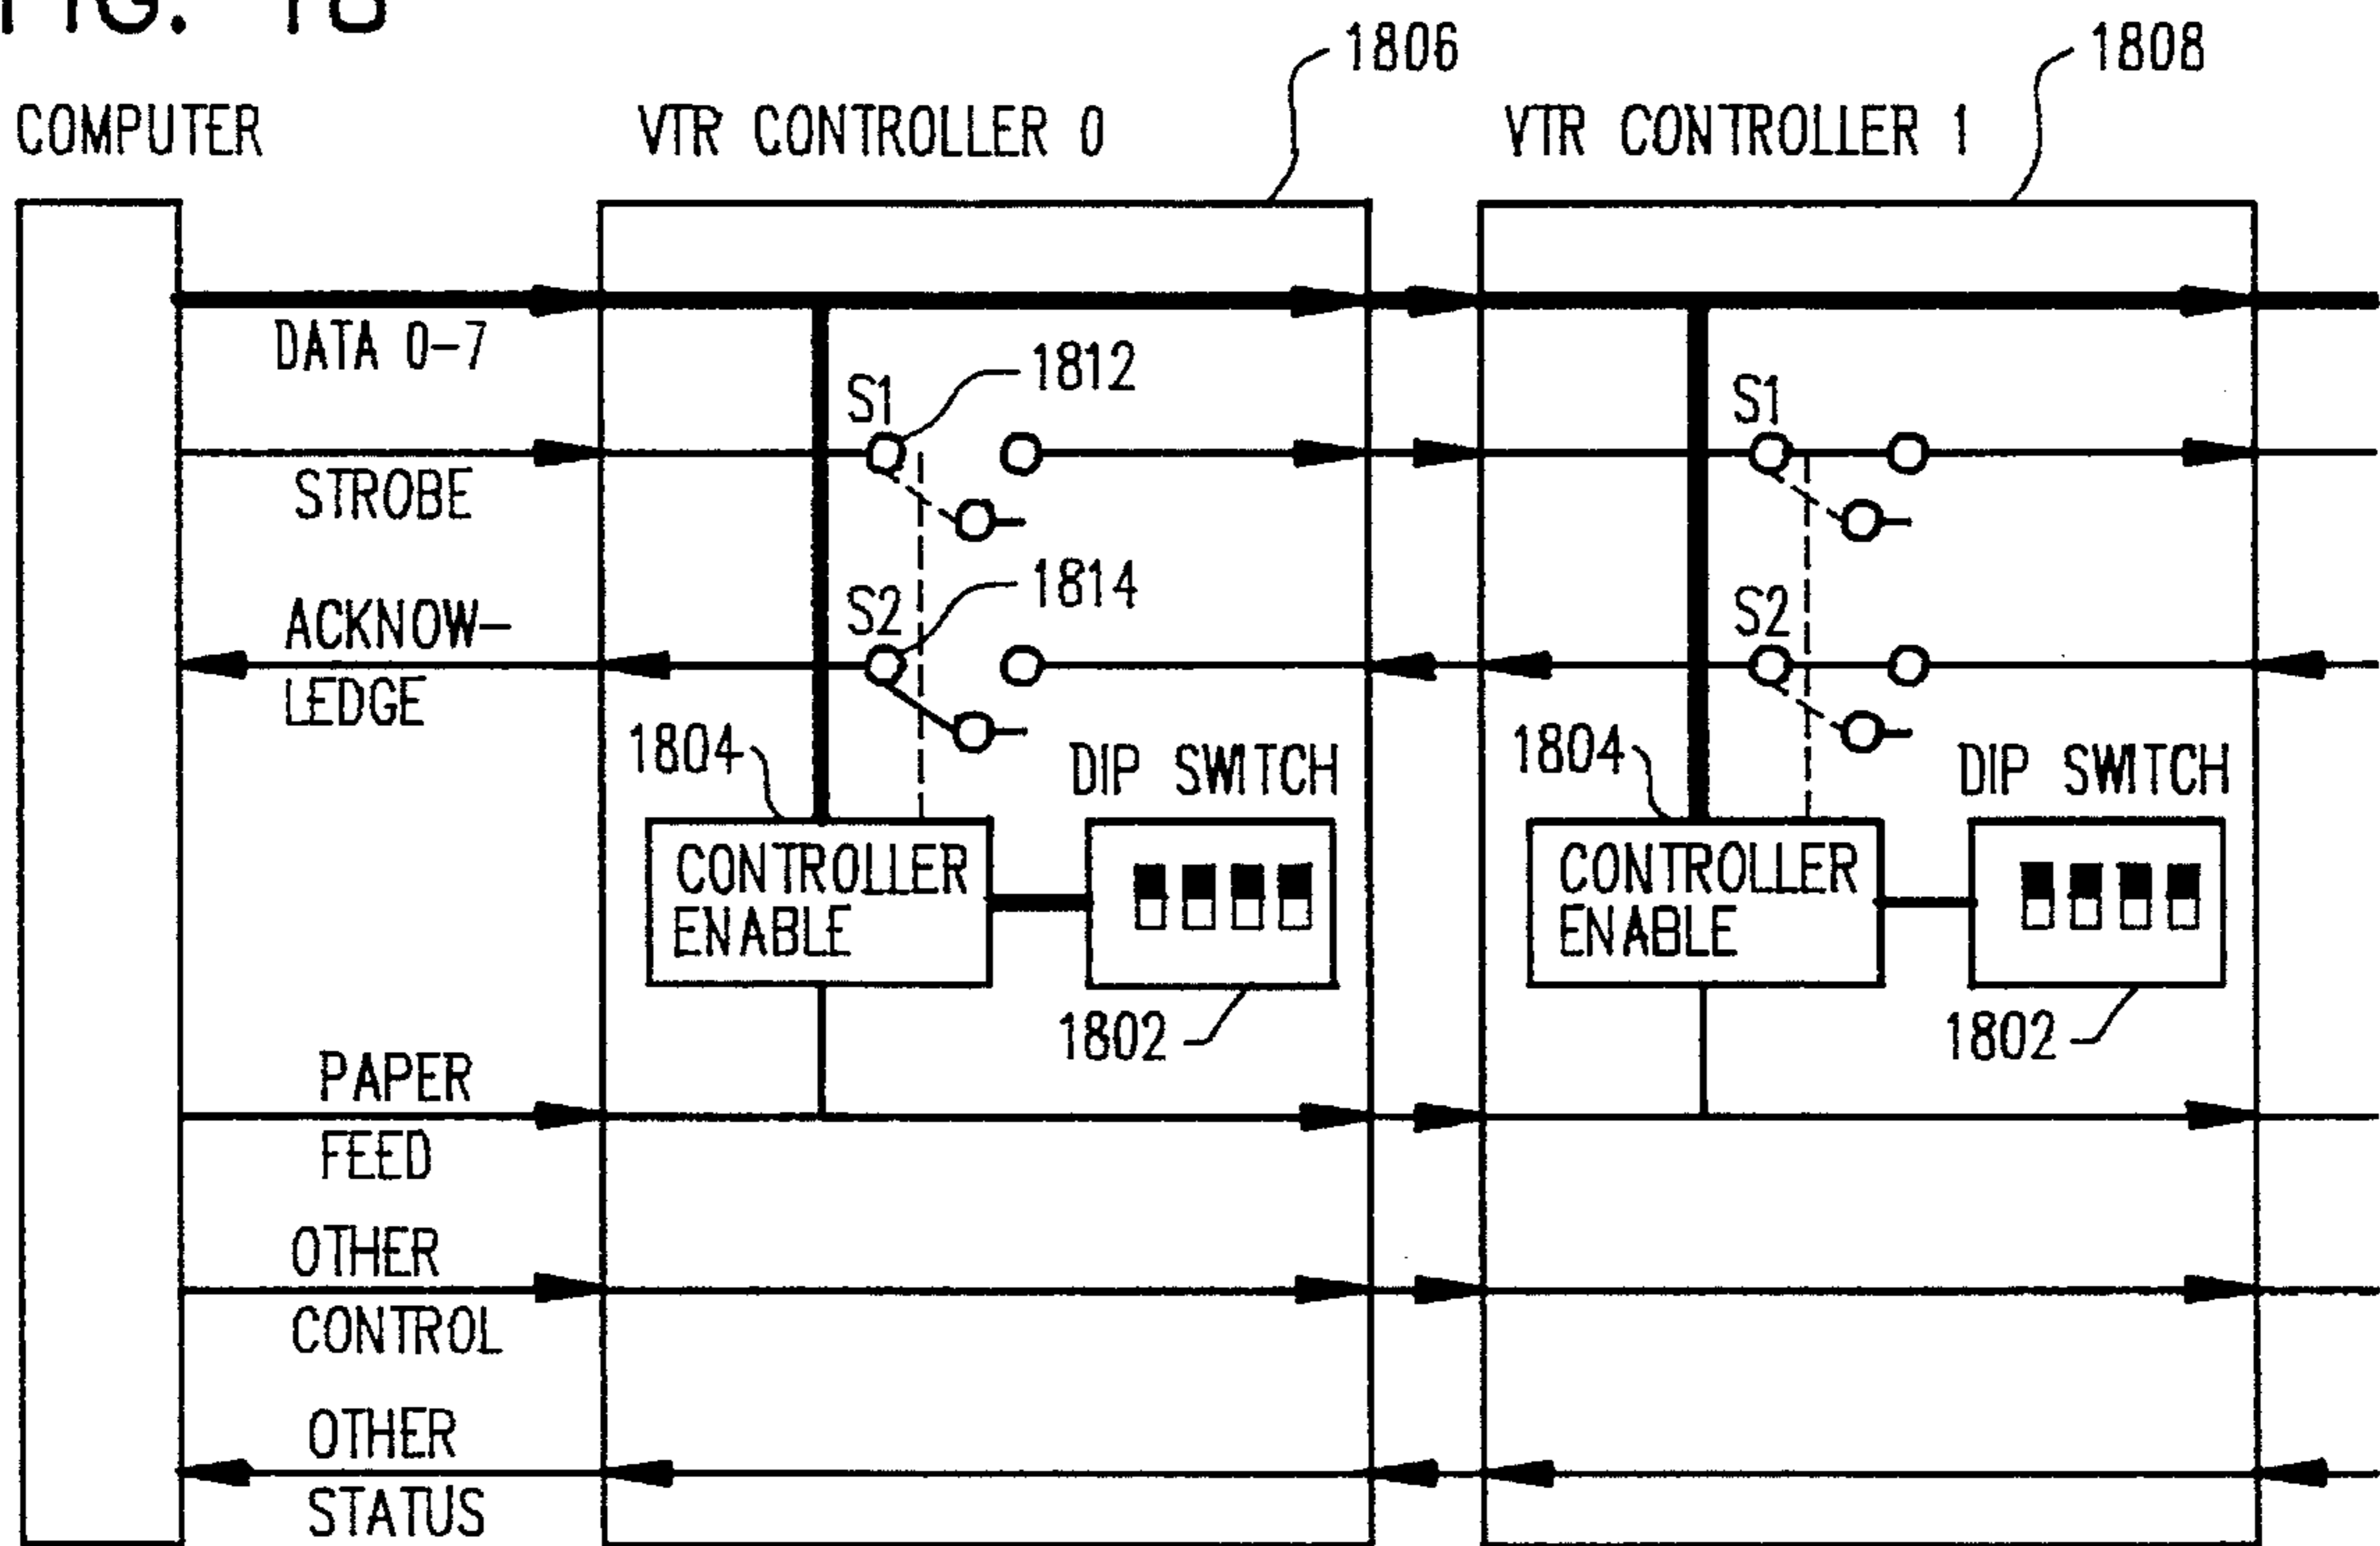 FIG. 18
1806
1808
COMPUTER
VTR CONTROLLER 0
VTR CONTROLLER 1
DATA 0-7
S1
1812
S1
STROBE
S2
1814
S2
ACKNOW-
LEDGE
1804
DIP SWITCH
1804
DIP SWITCH
CONTROLLER
ENABLE
CONTROLLER
ENABLE
1802
1802
PAPER
FEED
OTHER
CONTROL
OTHER
STATUS